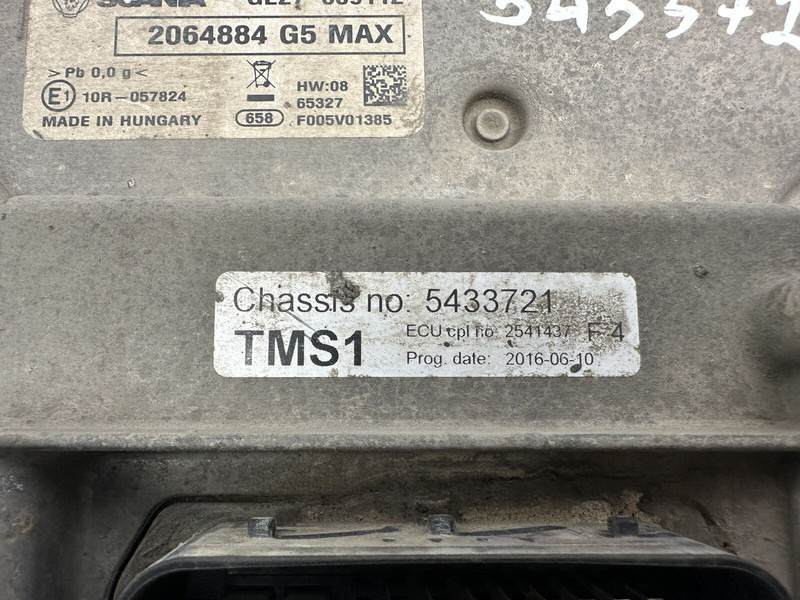 SCANIA
2064884 G5 MAX
>Pb 0,0 g<
E1 10R-057824
HW:08
65327
MADE IN HUNGARY
658
F005V01385
Chassis no: 5433721
TMS1
ECU cpl no: 2541437 F 4
Prog. date: 2016-06-10